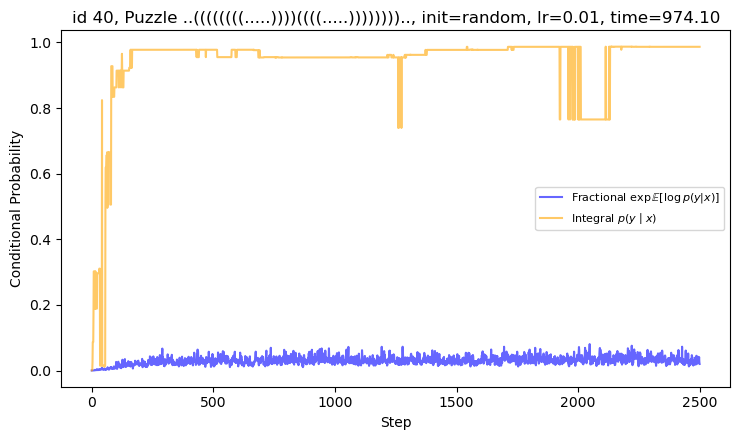 id 40, Puzzle ..((((((((.....))))((((.....)))))))).., init=random, lr=0.01, time=974.10
Conditional Probability
1.0
0.8
0.6
0.4
0.2
0.0
Fractional exp𝔼[log p(y|x)]
Integral p(y | x)
0
500
1000
1500
2000
2500
Step